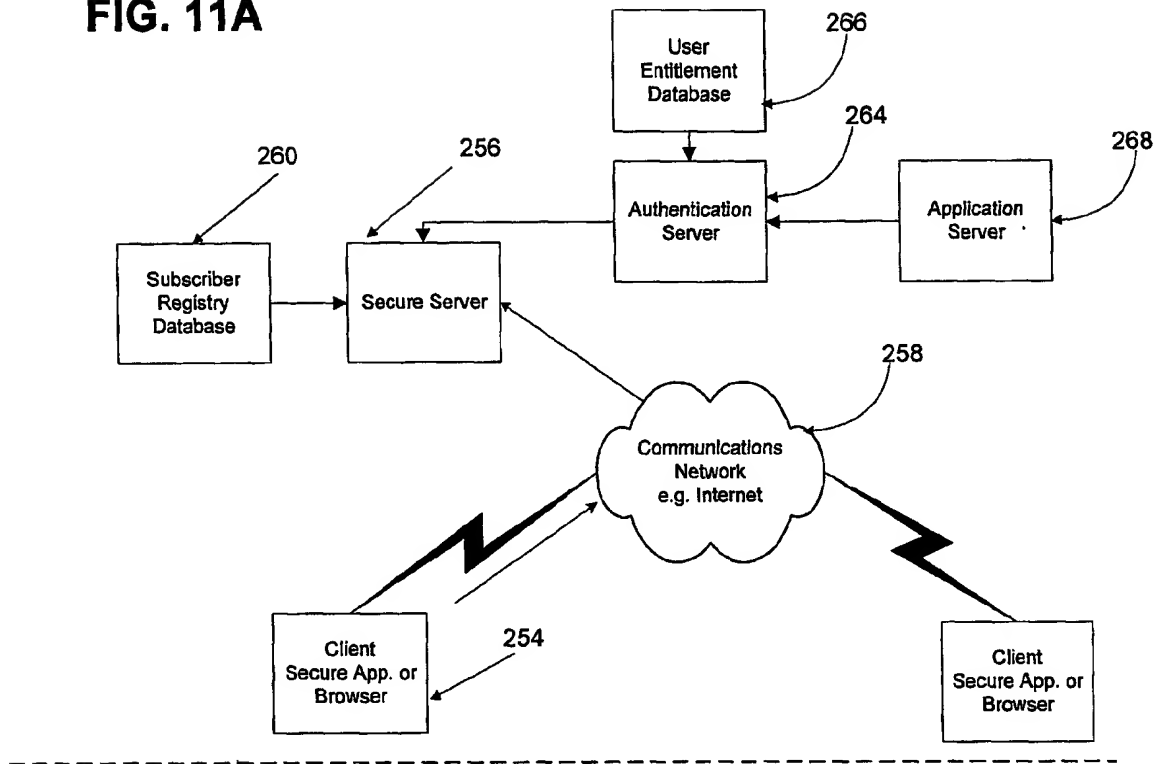 FIG. 11A
User
Entitlement
Database
266
264
260
256
268
Authentication
Server
Application
Server
Subscriber
Registry
Database
Secure Server
258
Communications
Network
e.g. Internet
254
Client
Secure App. or
Browser
Client
Secure App. or
Browser